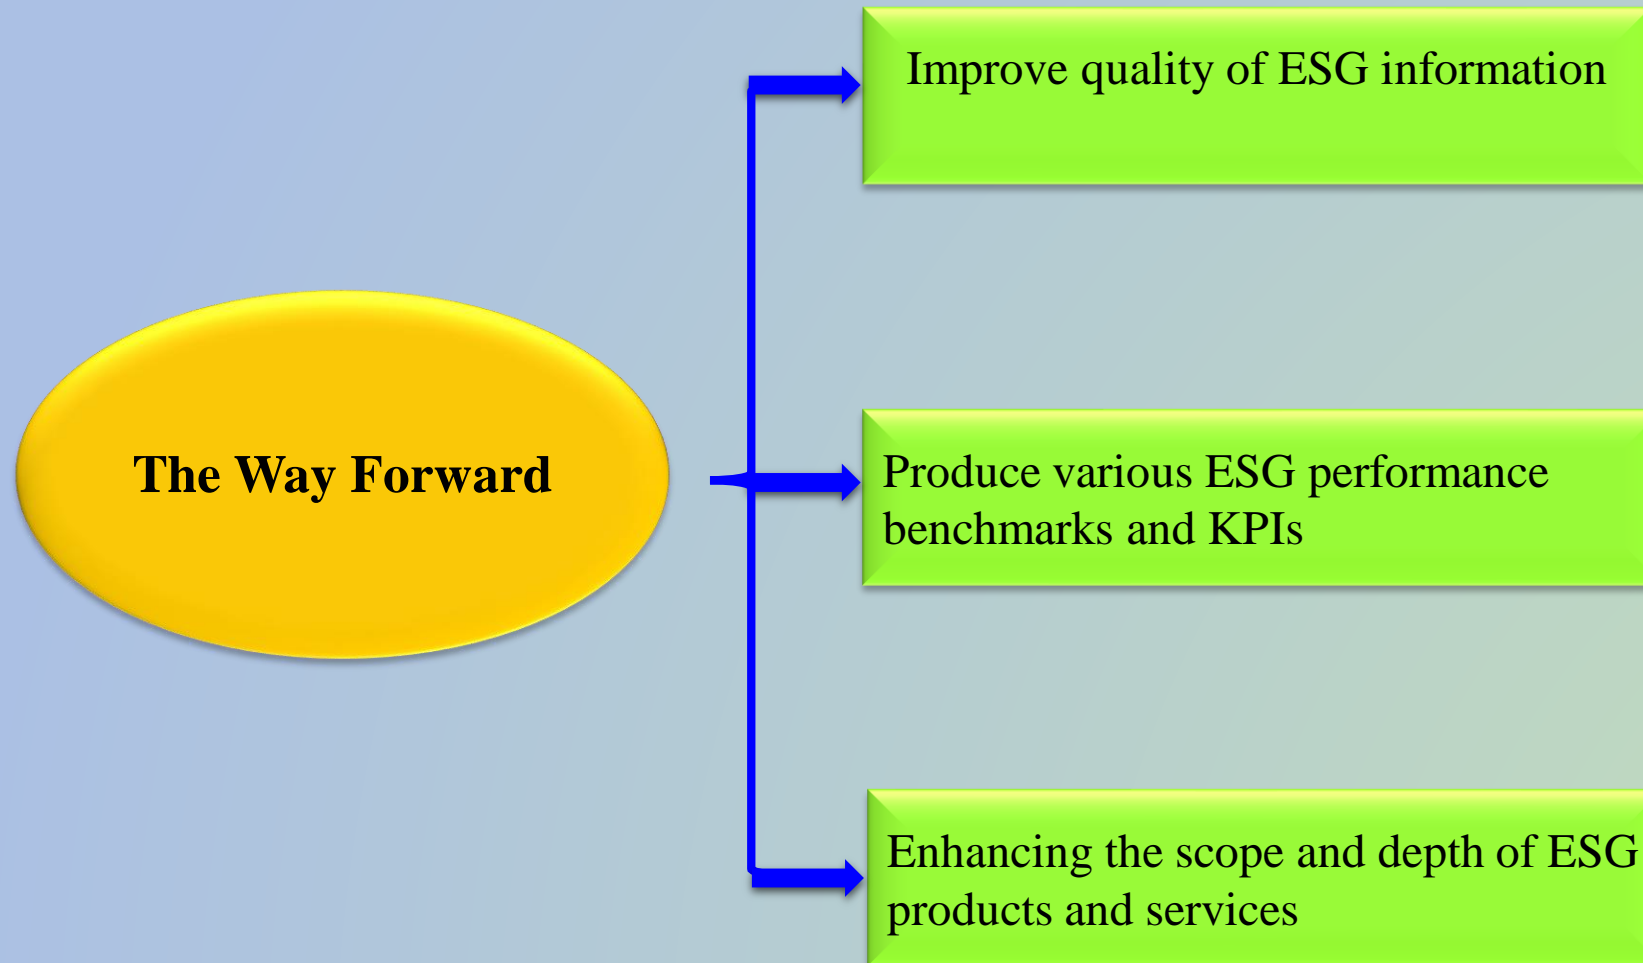 Improve quality of ESG information
The Way Forward
Produce various ESG performance
benchmarks and KPIs
Enhancing the scope and depth of ESG
products and services